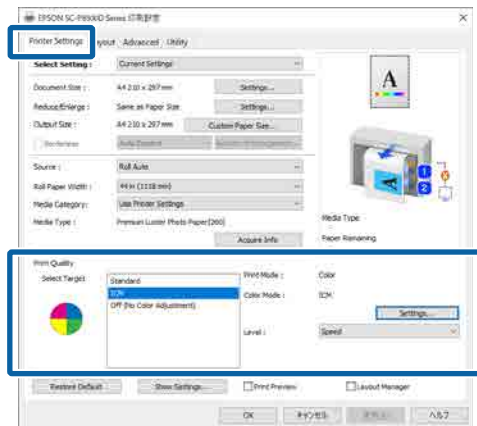 EPSON SC-P8500D Series 印刷設定
Printer Settings Layout Advanced Utility
Select Setting : Current Settings
Document Size : A4 210 x 297 mm Settings...
Reduce/Enlarge : Same as Paper Size Settings...
Output Size : A4 210 x 297 mm Custom Paper Size...
Borderless
Source : Roll Auto
Roll Paper Width : 44 in (1118 mm)
Media Category: Use Printer Settings
Media Type : Premium Luster Photo Paper(260)
Acquire Info
A
1
2
Media Type
Paper Remaining
Print Quality
Select Target
Standard
ICM
Off (No Color Adjustment)
Print Mode : Color
Color Mode : ICM
Settings...
Level : Speed
Restore Default Show Settings... Print Preview Layout Manager
OK キャンセル ヘルプ